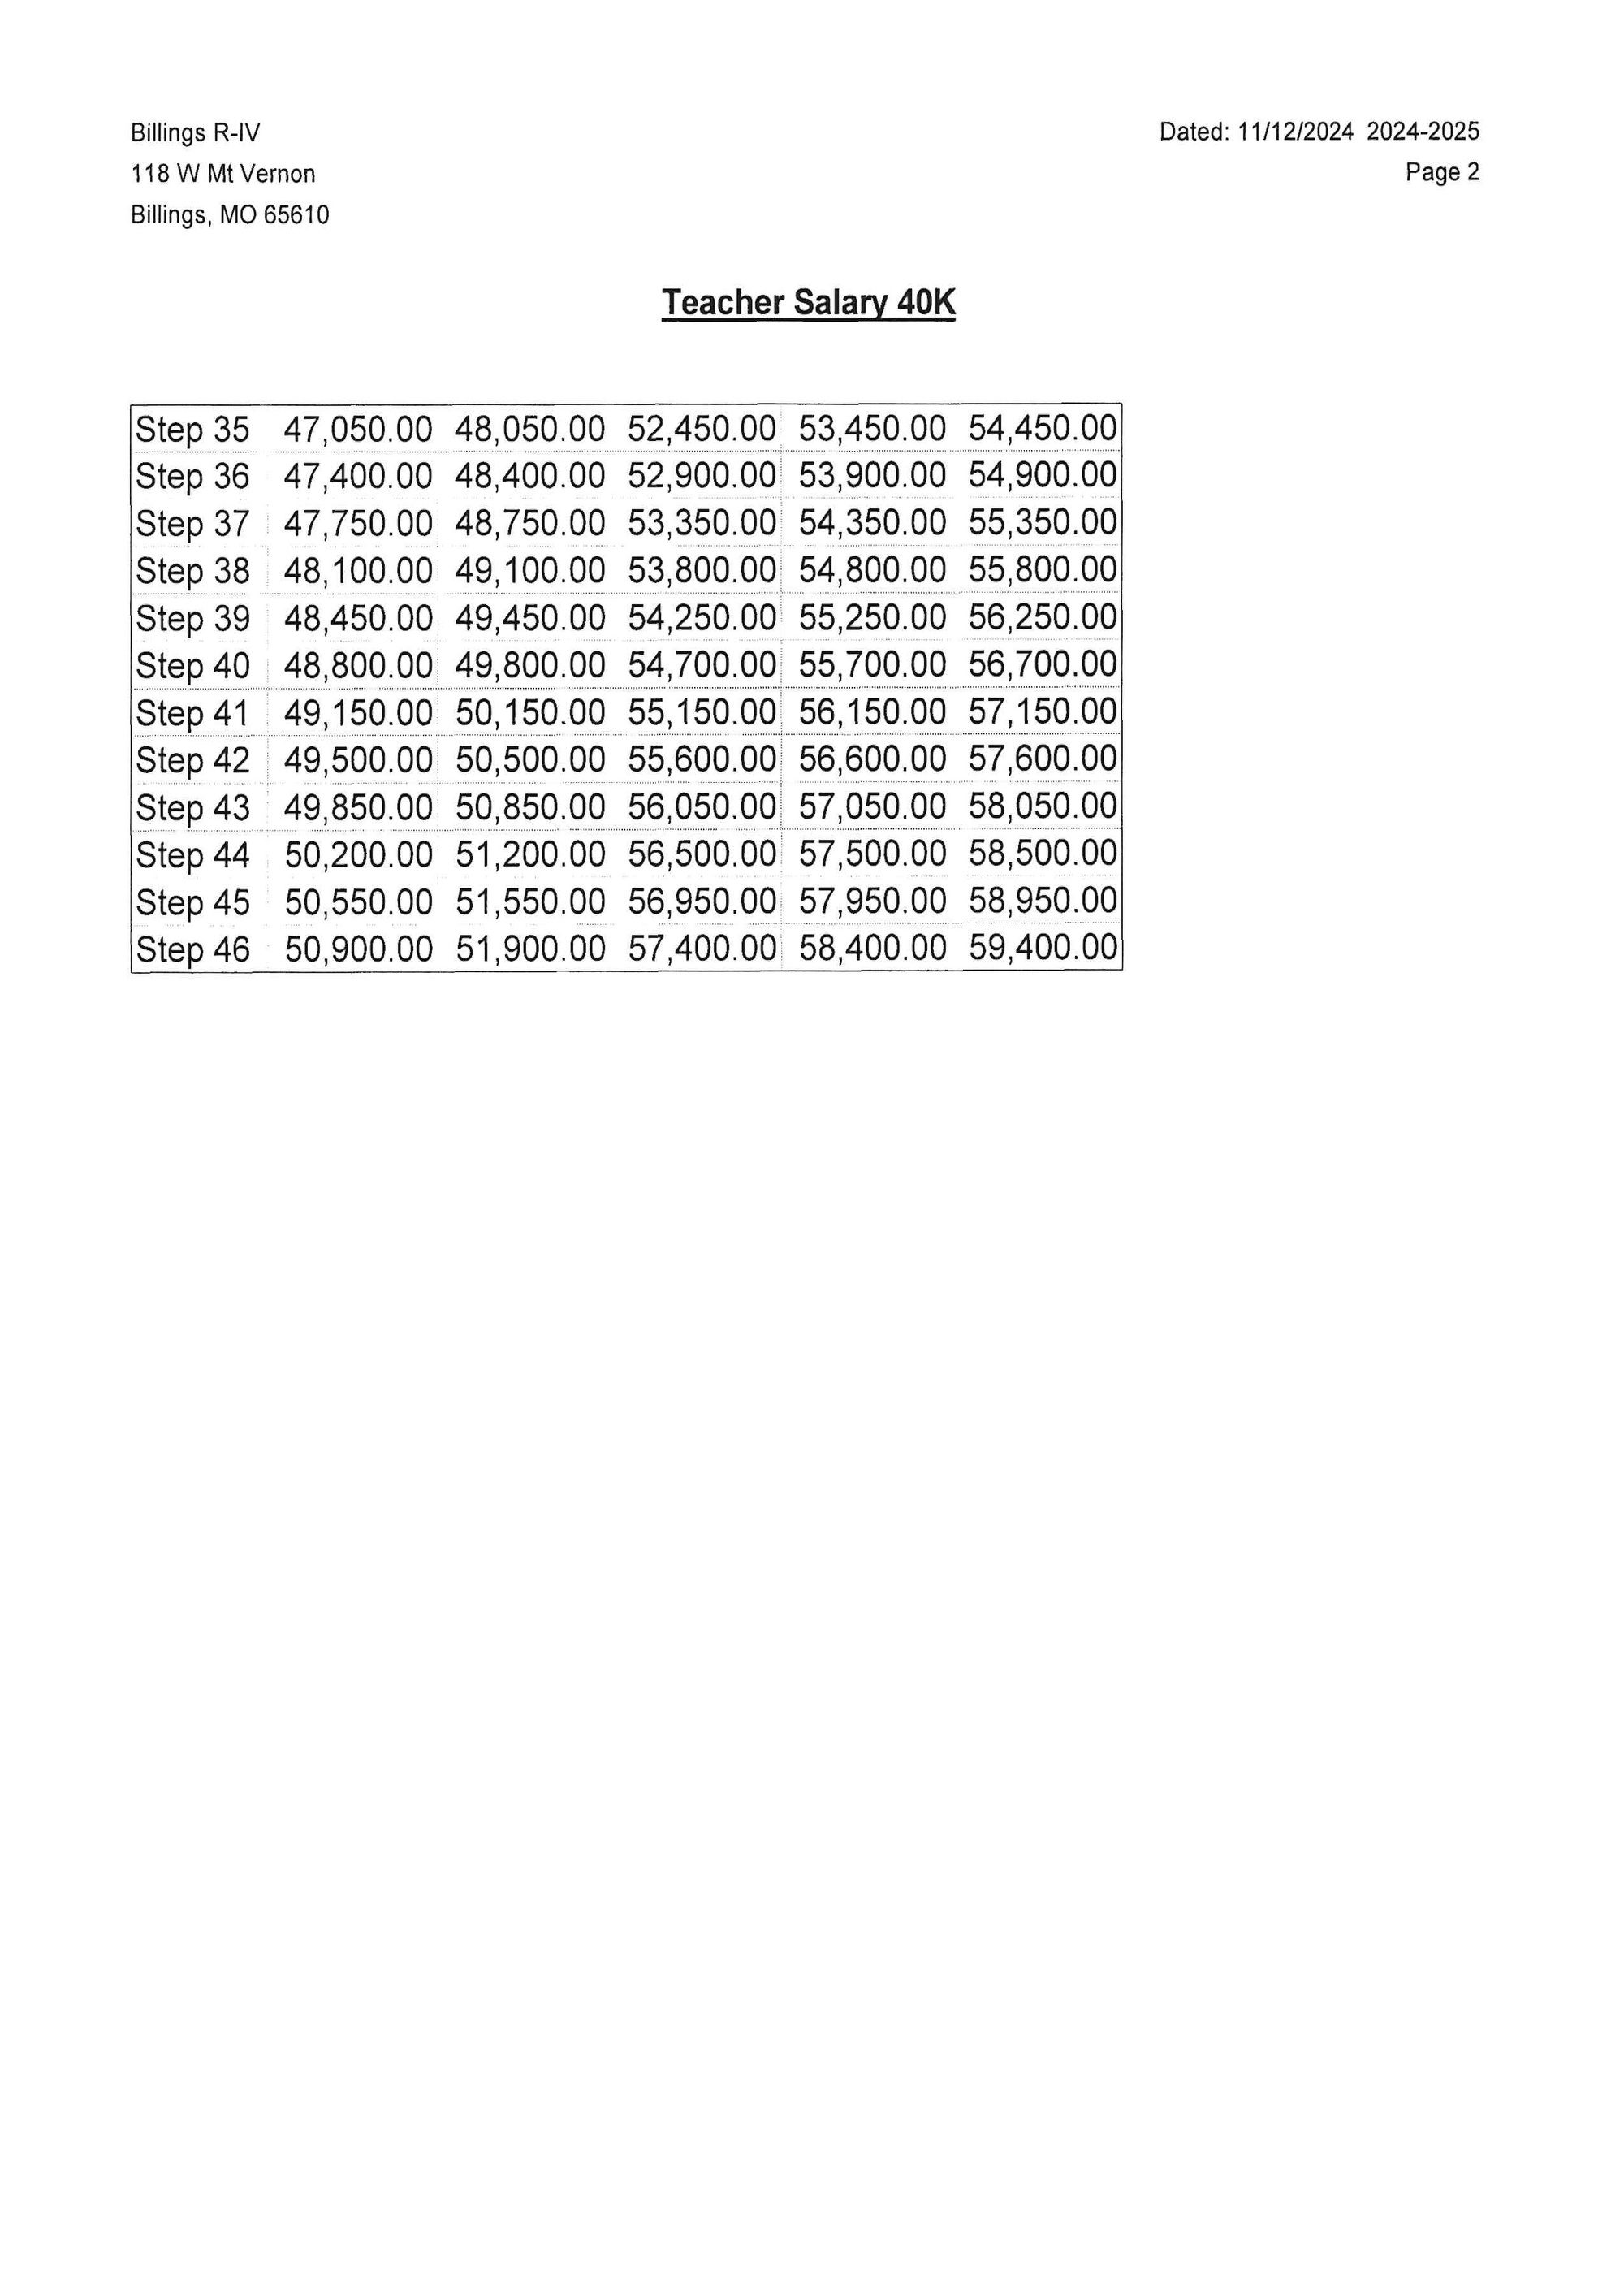 Billings R-IV
118 W Mt Vernon
Billings, MO 65610
Dated: 11/12/2024 2024-2025
Page 2
Teacher Salary 40K
Step 35 47,050.00 48,050.00 52,450.00 53,450.00 54,450.00
Step 36 47,400.00 48,400.00 52,900.00 53,900.00 54,900.00
Step 37 47,750.00 48,750.00 53,350.00 54,350.00 55,350.00
Step 38 48,100.00 49,100.00 53,800.00 54,800.00 55,800.00
Step 39 48,450.00 49,450.00 54,250.00 55,250.00 56,250.00
Step 40 48,800.00 49,800.00 54,700.00 55,700.00 56,700.00
Step 41 49,150.00 50,150.00 55,150.00 56,150.00 57,150.00
Step 42 49,500.00 50,500.00 55,600.00 56,600.00 57,600.00
Step 43 49,850.00 50,850.00 56,050.00 57,050.00 58,050.00
Step 44 50,200.00 51,200.00 56,500.00 57,500.00 58,500.00
Step 45 50,550.00 51,550.00 56,950.00 57,950.00 58,950.00
Step 46 50,900.00 51,900.00 57,400.00 58,400.00 59,400.00